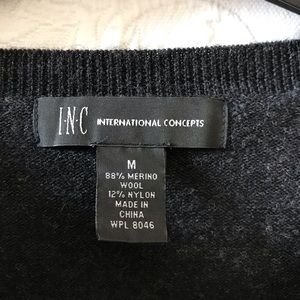 I·N·C INTERNATIONAL CONCEPTS
M
88% MERINO
WOOL
12% NYLON
MADE IN
CHINA
WPL 8046